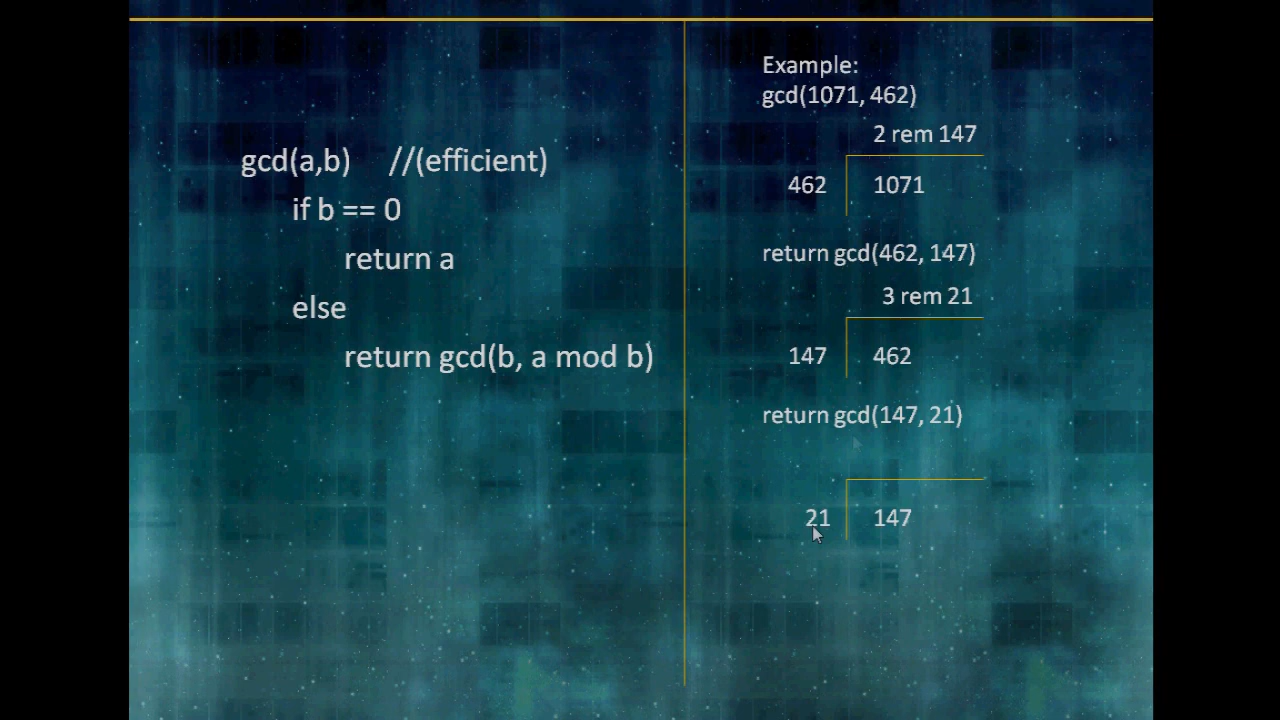 gcd(a,b) //(efficient)
if b == 0
return a
else
return gcd(b, a mod b)
Example:
gcd(1071, 462)
2 rem 147
462 1071
return gcd(462, 147)
3 rem 21
147 462
return gcd(147, 21)
21 147